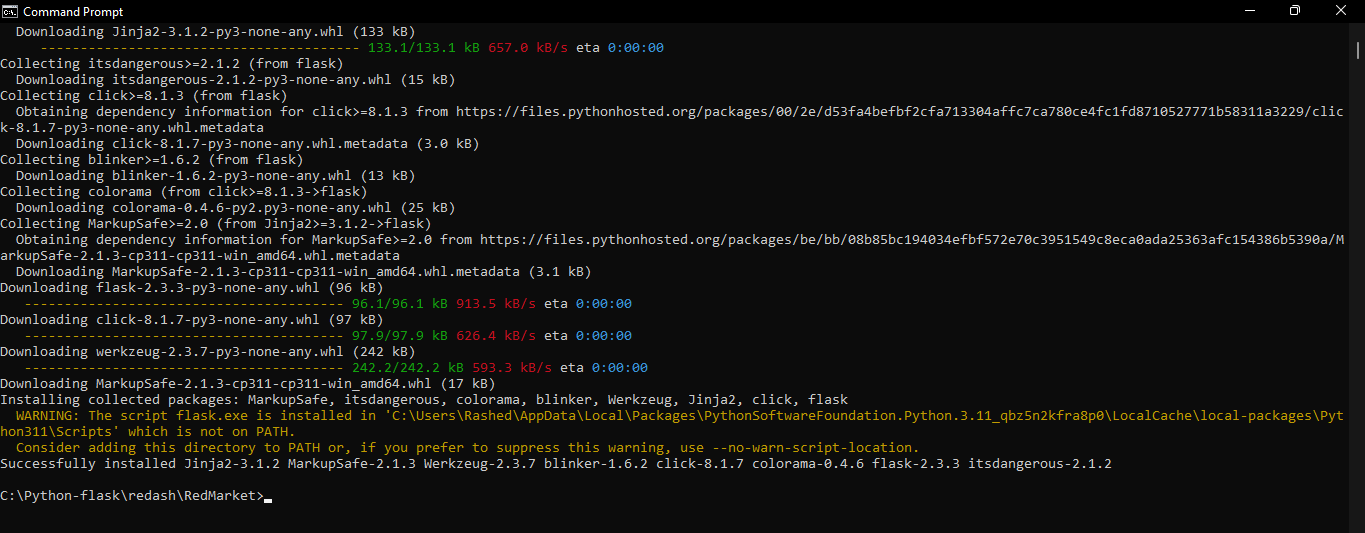 Command Prompt
Downloading Jinja2-3.1.2-py3-none-any.whl (133 kB)
---------------------------------------- 133.1/133.1 kB 657.0 kB/s eta 0:00:00
Collecting itsdangerous>=2.1.2 (from flask)
Downloading itsdangerous-2.1.2-py3-none-any.whl (15 kB)
Collecting click>=8.1.3 (from flask)
Obtaining dependency information for click>=8.1.3 from https://files.pythonhosted.org/packages/00/2e/d53fa4befbf2cfa713304affc7ca780ce4fc1fd8710527771b58311a3229/clic
k-8.1.7-py3-none-any.whl.metadata
Downloading click-8.1.7-py3-none-any.whl.metadata (3.0 kB)
Collecting blinker>=1.6.2 (from flask)
Downloading blinker-1.6.2-py3-none-any.whl (13 kB)
Collecting colorama (from click>=8.1.3->flask)
Downloading colorama-0.4.6-py2.py3-none-any.whl (25 kB)
Collecting MarkupSafe>=2.0 (from Jinja2>=3.1.2->flask)
Obtaining dependency information for MarkupSafe>=2.0 from https://files.pythonhosted.org/packages/be/bb/08b85bc194034efbf572e70c3951549c8eca0ada25363afc154386b5390a/M
arkupSafe-2.1.3-cp311-cp311-win_amd64.whl.metadata
Downloading MarkupSafe-2.1.3-cp311-cp311-win_amd64.whl.metadata (3.1 kB)
Downloading flask-2.3.3-py3-none-any.whl (96 kB)
---------------------------------------- 96.1/96.1 kB 913.5 kB/s eta 0:00:00
Downloading click-8.1.7-py3-none-any.whl (97 kB)
---------------------------------------- 97.9/97.9 kB 626.4 kB/s eta 0:00:00
Downloading werkzeug-2.3.7-py3-none-any.whl (242 kB)
---------------------------------------- 242.2/242.2 kB 593.3 kB/s eta 0:00:00
Downloading MarkupSafe-2.1.3-cp311-cp311-win_amd64.whl (17 kB)
Installing collected packages: MarkupSafe, itsdangerous, colorama, blinker, Werkzeug, Jinja2, click, flask
WARNING: The script flask.exe is installed in 'C:\Users\Rashed\AppData\Local\Packages\PythonSoftwareFoundation.Python.3.11_qbz5n2kfra8p0\LocalCache\local-packages\Pyt
hon311\Scripts' which is not on PATH.
Consider adding this directory to PATH or, if you prefer to suppress this warning, use --no-warn-script-location.
Successfully installed Jinja2-3.1.2 MarkupSafe-2.1.3 Werkzeug-2.3.7 blinker-1.6.2 click-8.1.7 colorama-0.4.6 flask-2.3.3 itsdangerous-2.1.2
C:\Python-flask\redash\RedMarket>